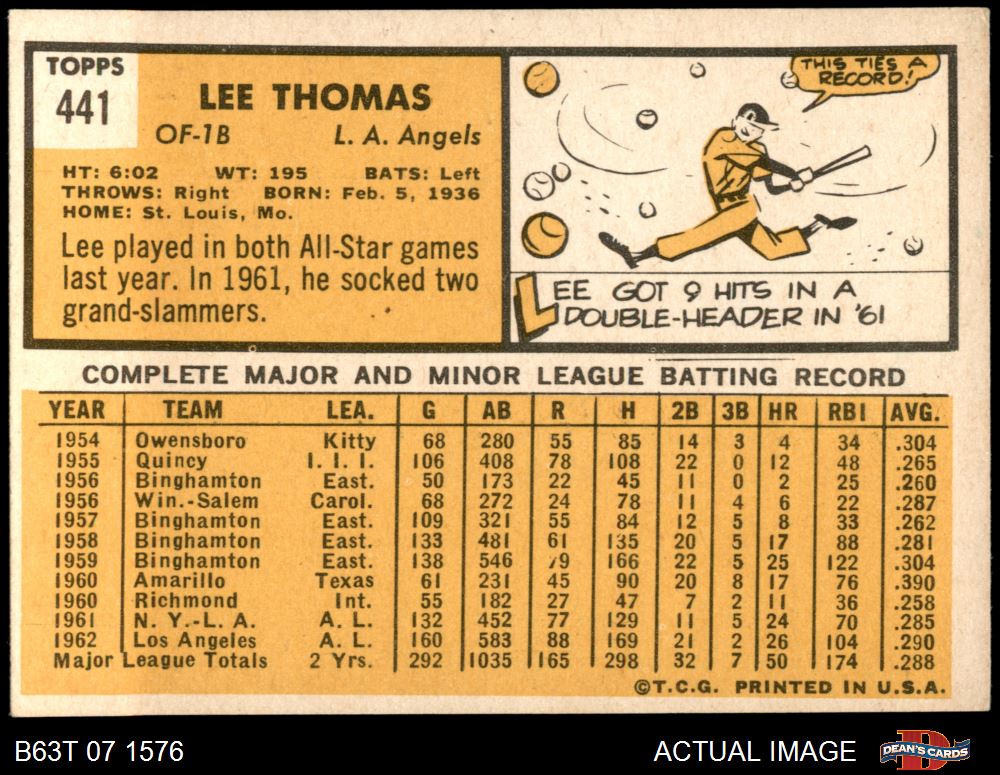 TOPPS
441
LEE THOMAS
OF-1B L. A. Angels
HT: 6:02 WT: 195 BATS: Left
THROWS: Right BORN: Feb. 5, 1936
HOME: St. Louis, Mo.
Lee played in both All-Star games
last year. In 1961, he socked two
grand-slammers.
THIS TIES A
RECORD!
LEE GOT 9 HITS IN A
DOUBLE-HEADER IN '61
COMPLETE MAJOR AND MINOR LEAGUE BATTING RECORD
YEAR TEAM LEA. G AB R H 2B 3B HR RBI AVG.
1954 Owensboro Kitty 68 280 55 85 14 3 4 34 .304
1955 Quincy I. I. I. 106 408 78 108 22 0 12 48 .265
1956 Binghamton East. 50 173 22 45 11 0 2 25 .260
1956 Win.-Salem Carol. 68 272 24 78 11 4 6 22 .287
1957 Binghamton East. 109 321 55 84 12 5 8 33 .262
1958 Binghamton East. 133 481 61 135 20 5 17 88 .281
1959 Binghamton East. 138 546 79 166 22 5 25 122 .304
1960 Amarillo Texas 61 231 45 90 20 8 17 76 .390
1960 Richmond Int. 55 182 27 47 7 2 11 36 .258
1961 N. Y.-L. A. A. L. 132 452 77 129 11 5 24 70 .285
1962 Los Angeles A. L. 160 583 88 169 21 2 26 104 .290
Major League Totals 2 Yrs. 292 1035 165 298 32 7 50 174 .288
©T.C.G. PRINTED IN U.S.A.
B63T 07 1576 ACTUAL IMAGE DEAN'S CARDS